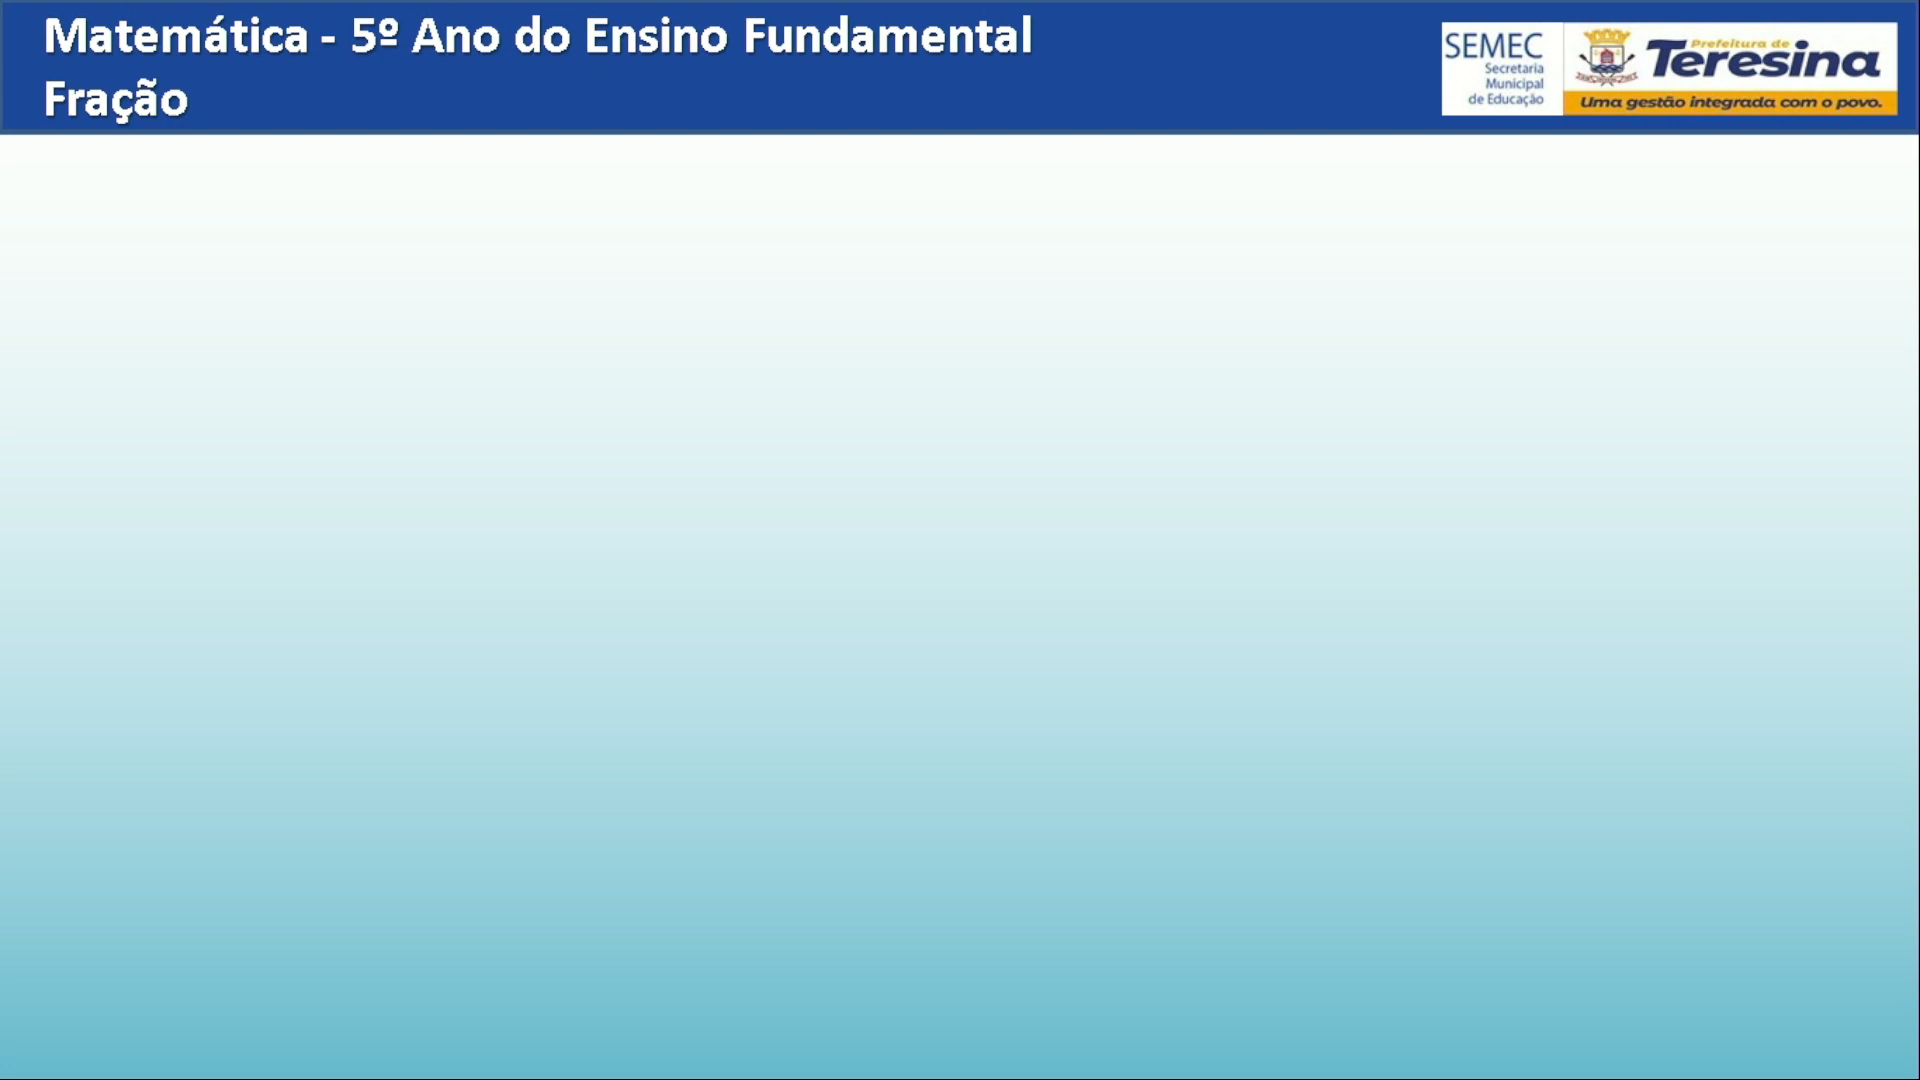 Matemática - 5º Ano do Ensino Fundamental
Fração
SEMEC
Secretaria
Municipal
de Educação
Prefeitura de
Teresina
Uma gestão integrada com o povo.